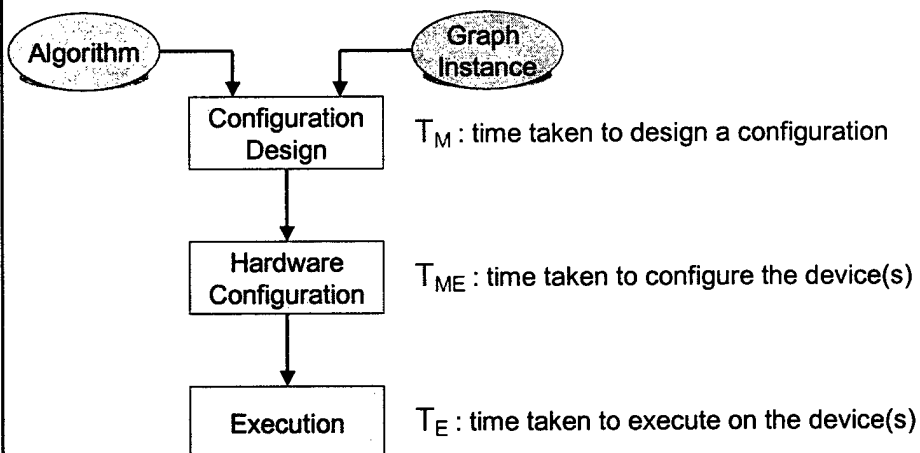 Algorithm
Graph
Instance
Configuration
Design
T_M : time taken to design a configuration
Hardware
Configuration
T_ME : time taken to configure the device(s)
Execution
T_E : time taken to execute on the device(s)